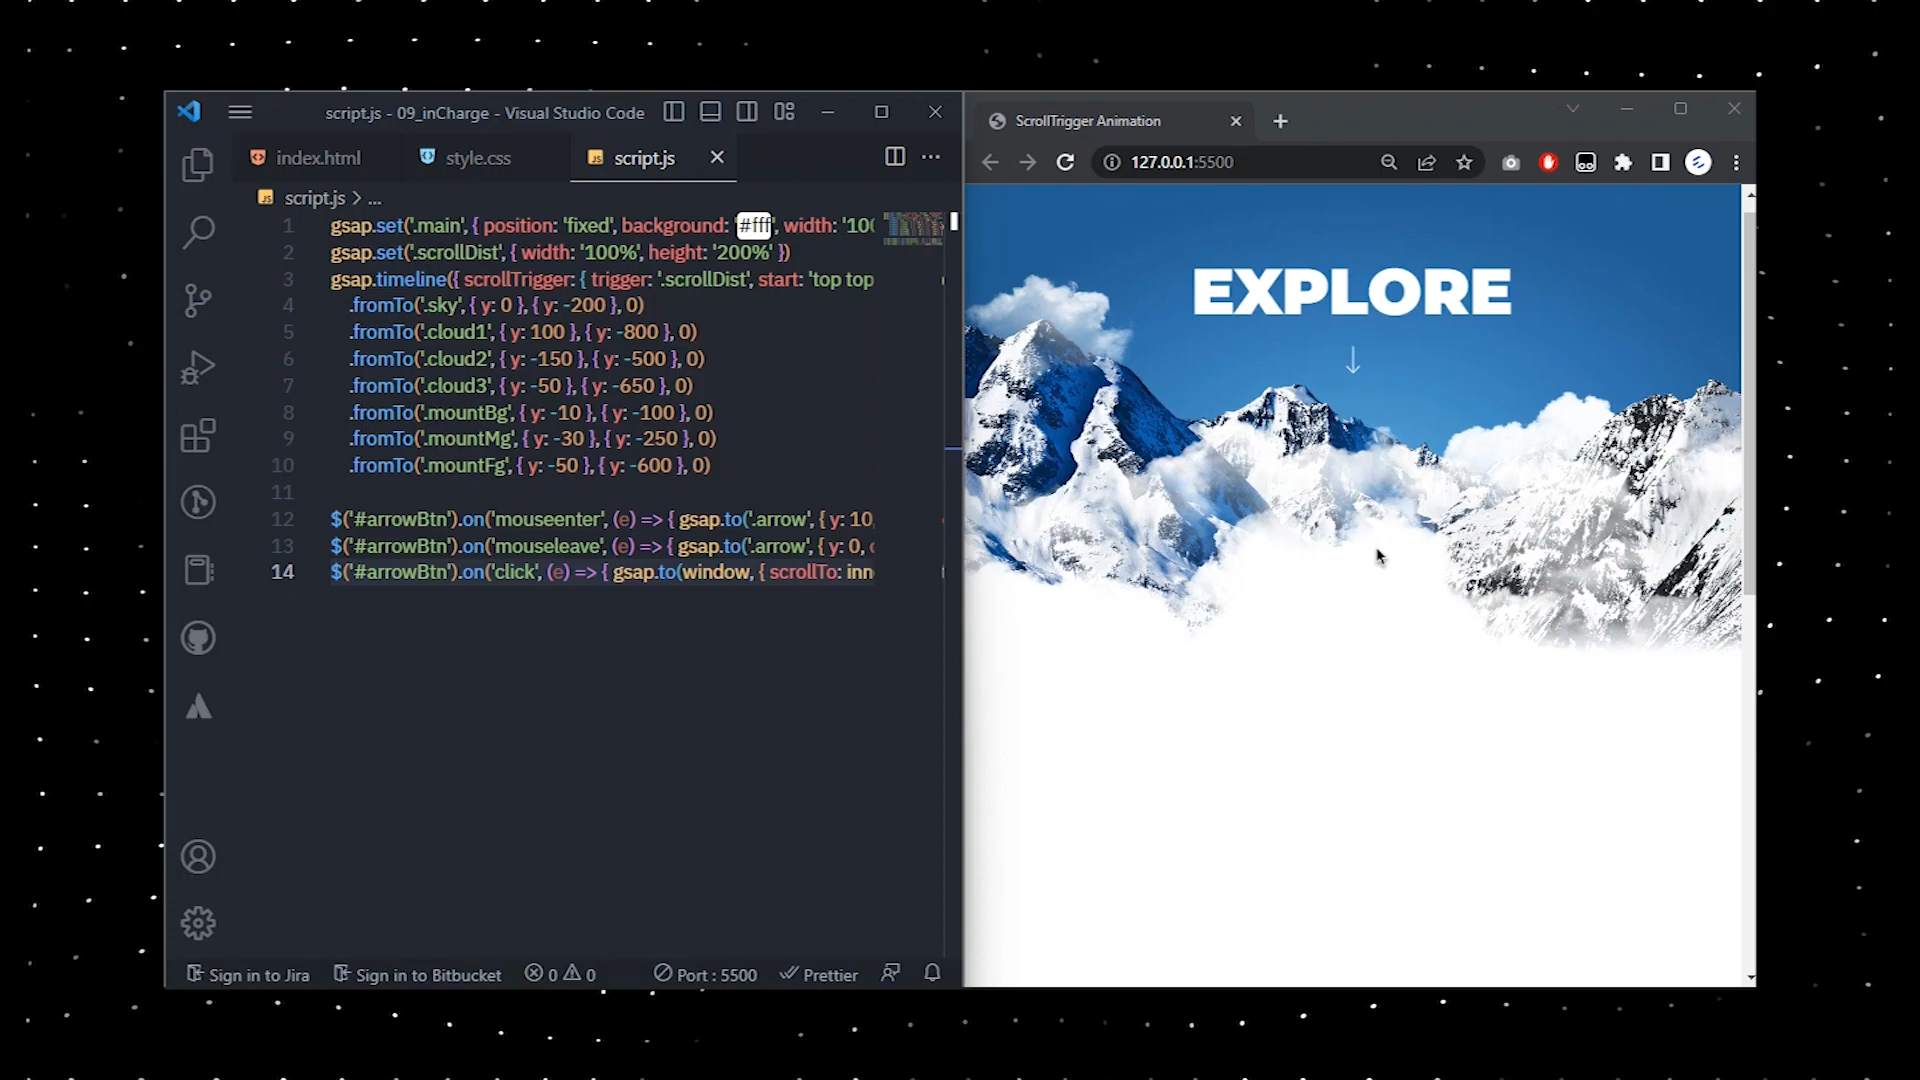 script.js - 09_inCharge - Visual Studio Code
index.html
style.css
script.js
script.js > ...
1 gsap.set('.main', { position: 'fixed', background: '#fff', width: '100
2 gsap.set('.scrollDist', { width: '100%', height: '200%' })
3 gsap.timeline({ scrollTrigger: { trigger: '.scrollDist', start: 'top top
4 .fromTo('.sky', { y: 0 }, { y: -200 }, 0)
5 .fromTo('.cloud1', { y: 100 }, { y: -800 }, 0)
6 .fromTo('.cloud2', { y: -150 }, { y: -500 }, 0)
7 .fromTo('.cloud3', { y: -50 }, { y: -650 }, 0)
8 .fromTo('.mountBg', { y: -10 }, { y: -100 }, 0)
9 .fromTo('.mountMg', { y: -30 }, { y: -250 }, 0)
10 .fromTo('.mountFg', { y: -50 }, { y: -600 }, 0)
11
12 $('#arrowBtn').on('mouseenter', (e) => { gsap.to('.arrow', { y: 10,
13 $('#arrowBtn').on('mouseleave', (e) => { gsap.to('.arrow', { y: 0,
14 $('#arrowBtn').on('click', (e) => { gsap.to(window, { scrollTo: inn
Sign in to Jira Sign in to Bitbucket 0 0 Port : 5500 Prettier
ScrollTrigger Animation
127.0.0.1:5500
EXPLORE